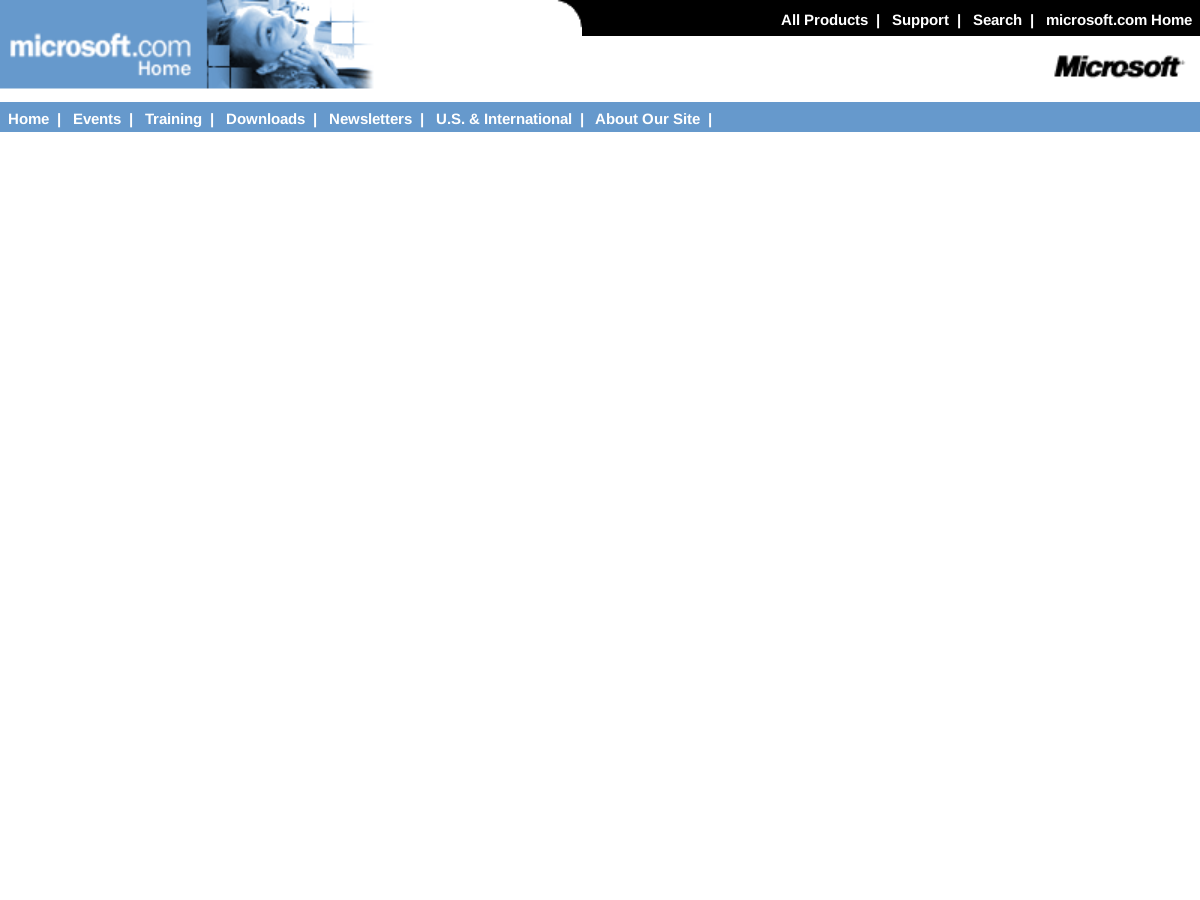 All Products | Support | Search | microsoft.com Home
microsoft.com
Home
Microsoft
Home | Events | Training | Downloads | Newsletters | U.S. & International | About Our Site |